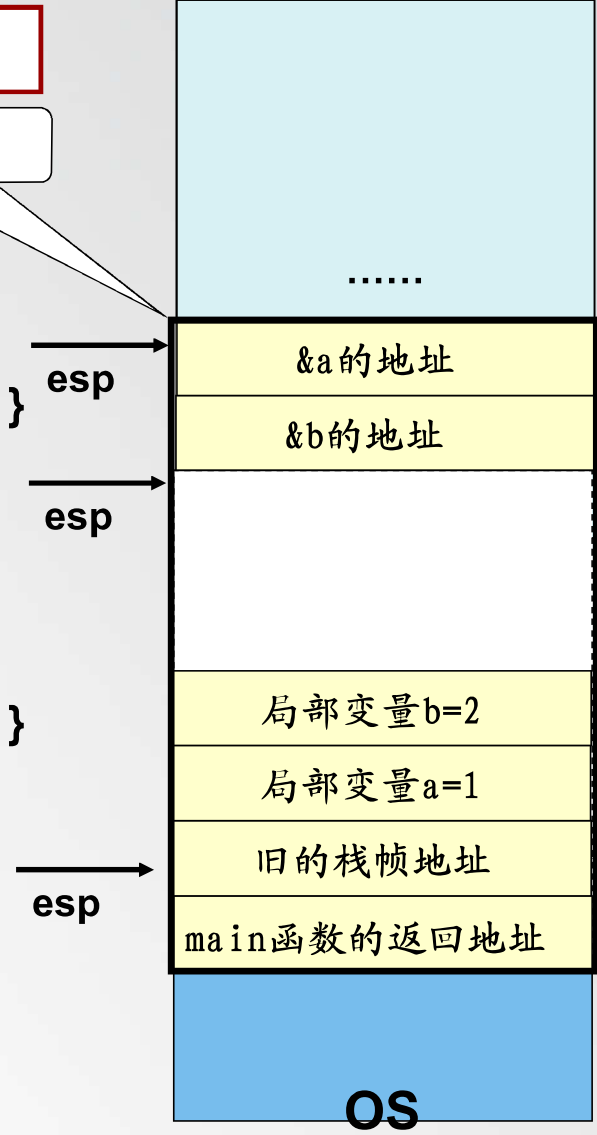 ......
&a的地址
esp
}
&b的地址
esp
局部变量b=2
}
局部变量a=1
旧的栈帧地址
esp
main函数的返回地址
OS